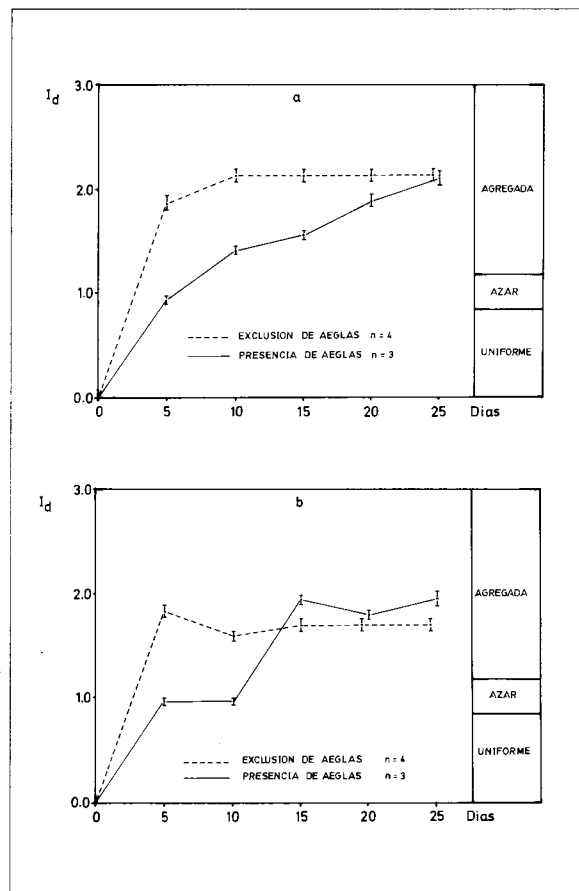 a
I_d
3.0
2.0
1.0
0.0
AGREGADA
AZAR
UNIFORME
EXCLUSION DE AEGLAS n = 4
PRESENCIA DE AEGLAS n = 3
0 5 10 15 20 25 Dias
b
I_d
3.0
2.0
1.0
0.0
AGREGADA
AZAR
UNIFORME
EXCLUSION DE AEGLAS n = 4
PRESENCIA DE AEGLAS n = 3
0 5 10 15 20 25 Dias